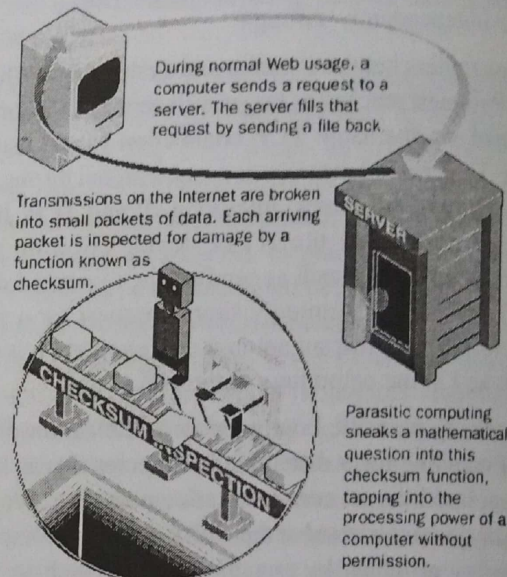 During normal Web usage, a
computer sends a request to a
server. The server fills that
request by sending a file back
Transmissions on the Internet are broken
into small packets of data. Each arriving
packet is inspected for damage by a
function known as
checksum.
SERVER
CHECKSUM INSPECTION
Parasitic computing
sneaks a mathematical
question into this
checksum function,
tapping into the
processing power of a
computer without
permission.